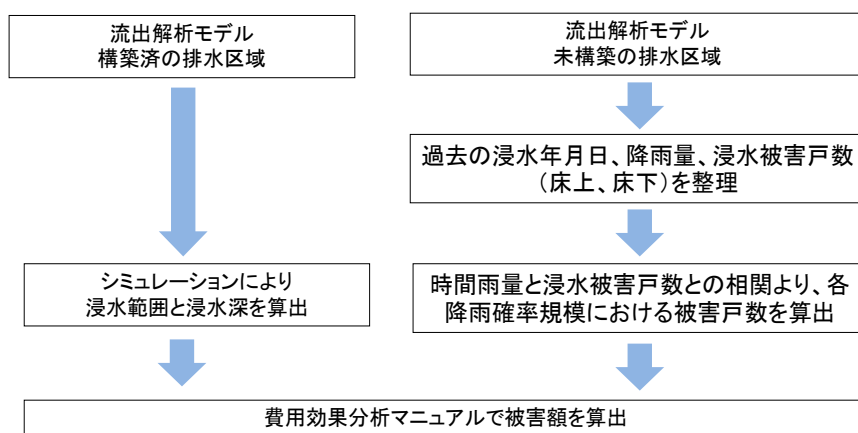 流出解析モデル
構築済の排水区域
流出解析モデル
未構築の排水区域
過去の浸水年月日、降雨量、浸水被害戸数
（床上、床下）を整理
シミュレーションにより
浸水範囲と浸水深を算出
時間雨量と浸水被害戸数との相関より、各
降雨確率規模における被害戸数を算出
費用効果分析マニュアルで被害額を算出